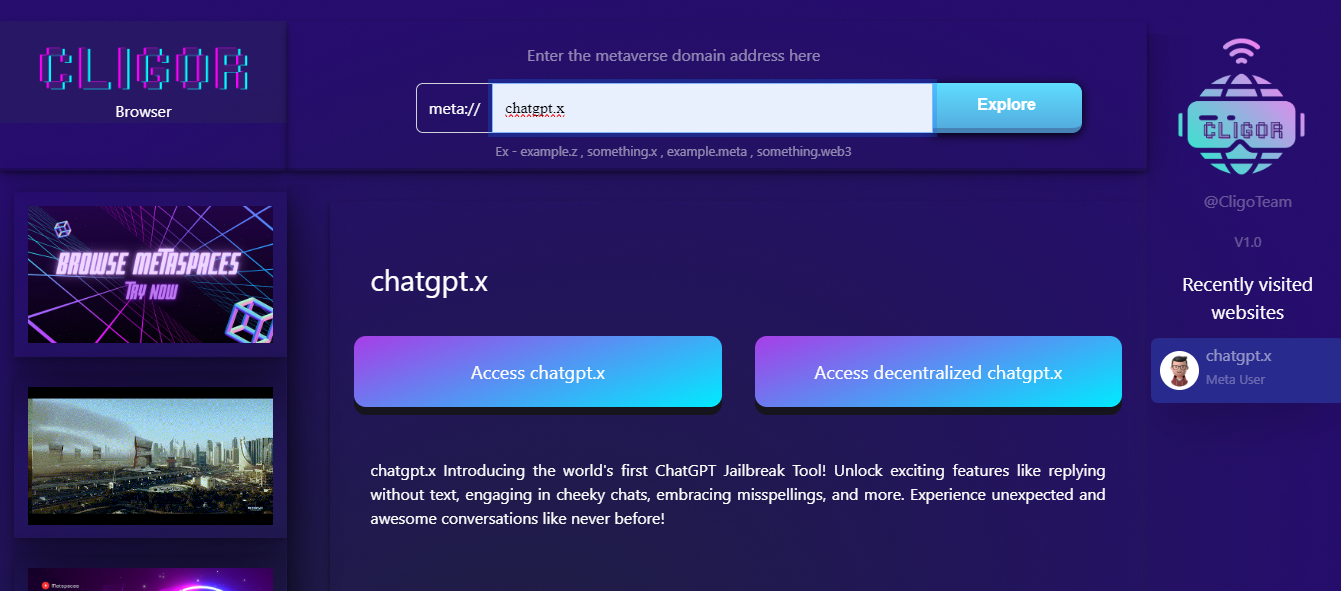 CLIGOR
Browser
Enter the metaverse domain address here
meta://
chatgpt.x
Explore
Ex - example.z , something.x , example.meta , something.web3
CLIGOR
@CligoTeam
V1.0
Recently visited
websites
chatgpt.x
Meta User
BROWSE METASPACES
TRY NOW
chatgpt.x
Access chatgpt.x
Access decentralized chatgpt.x
chatgpt.x Introducing the world's first ChatGPT Jailbreak Tool! Unlock exciting features like replying
without text, engaging in cheeky chats, embracing misspellings, and more. Experience unexpected and
awesome conversations like never before!